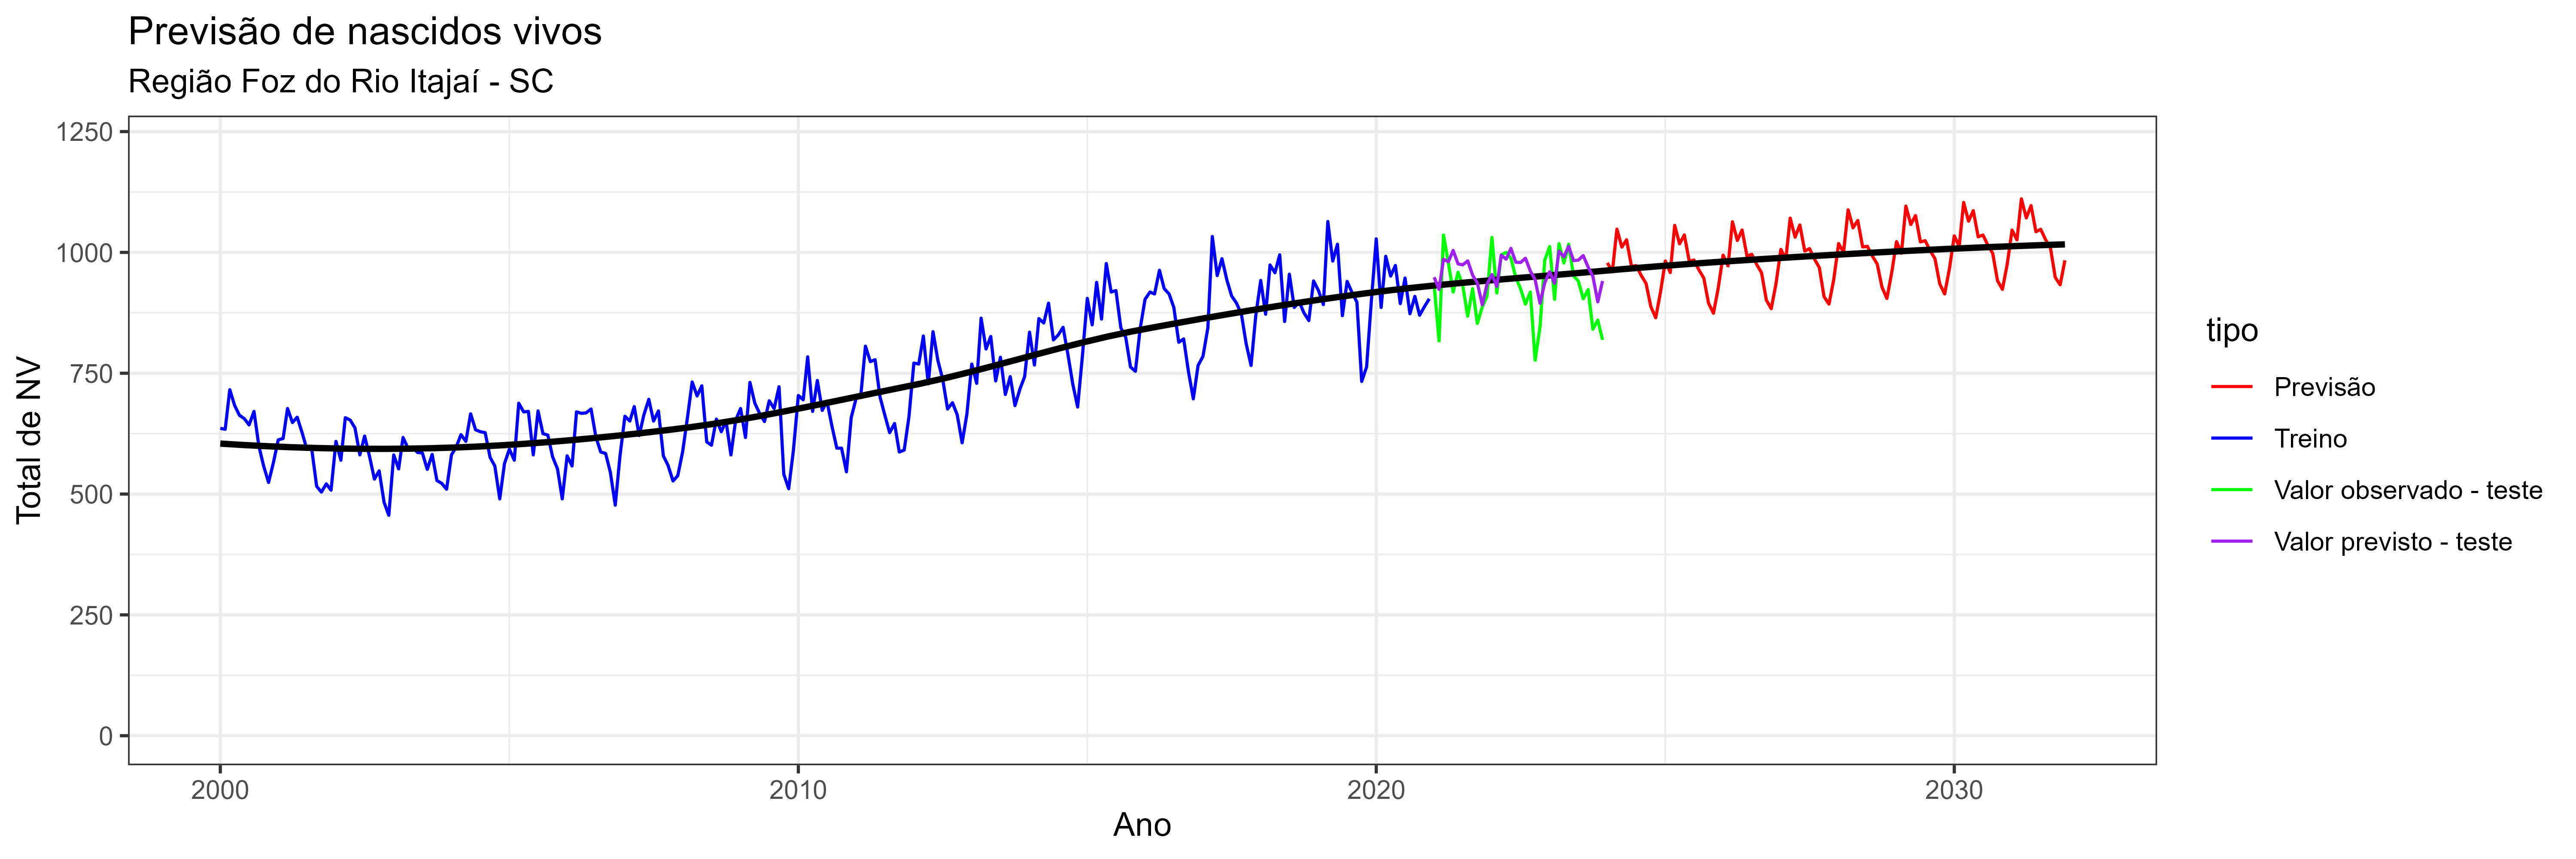 Previsão de nascidos vivos
Região Foz do Rio Itajaí - SC
1250
1000
750
500
250
0
Total de NV
2000
2010
2020
2030
Ano
tipo
Previsão
Treino
Valor observado - teste
Valor previsto - teste